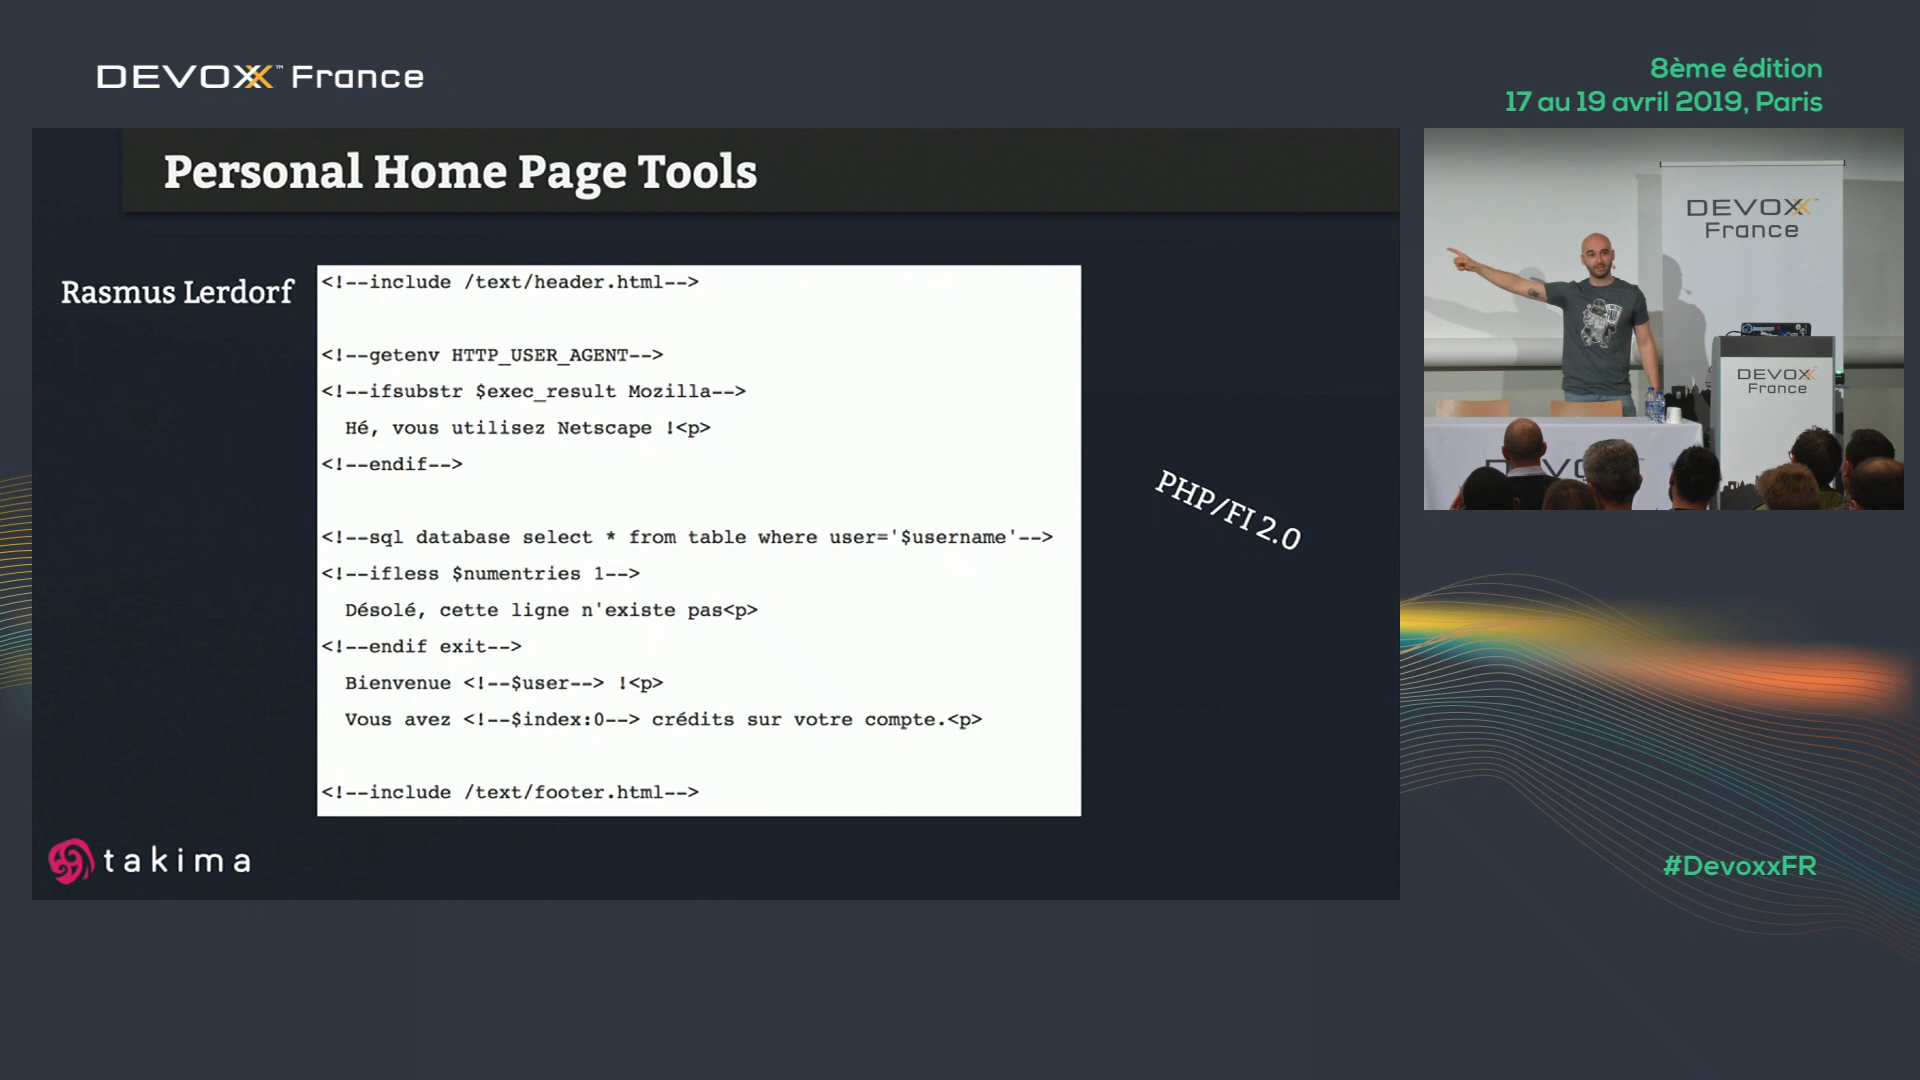 DEVOXX™ France
8ème édition
17 au 19 avril 2019, Paris
Personal Home Page Tools
Rasmus Lerdorf
<!--include /text/header.html-->
<!--getenv HTTP_USER_AGENT-->
<!--ifsubstr $exec_result Mozilla-->
Hé, vous utilisez Netscape !<p>
<!--endif-->
<!--sql database select * from table where user='$username'-->
<!--ifless $numentries 1-->
Désolé, cette ligne n'existe pas<p>
<!--endif exit-->
Bienvenue <!--$user--> !<p>
Vous avez <!--$index:0--> crédits sur votre compte.<p>
<!--include /text/footer.html-->
PHP/FI 2.0
takima
DEVOXX
France
DEVOXX
France
#DevoxxFR